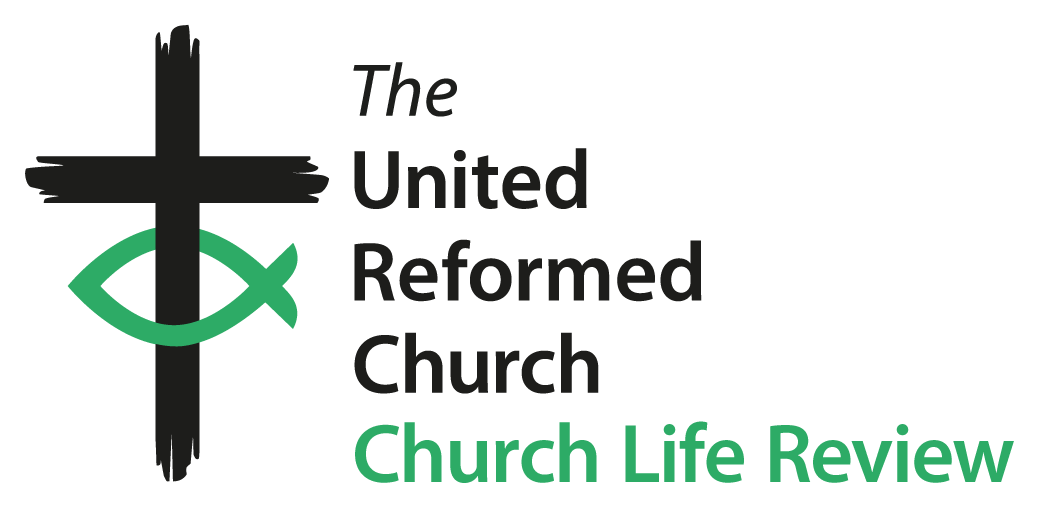 The
United
Reformed
Church
Church Life Review